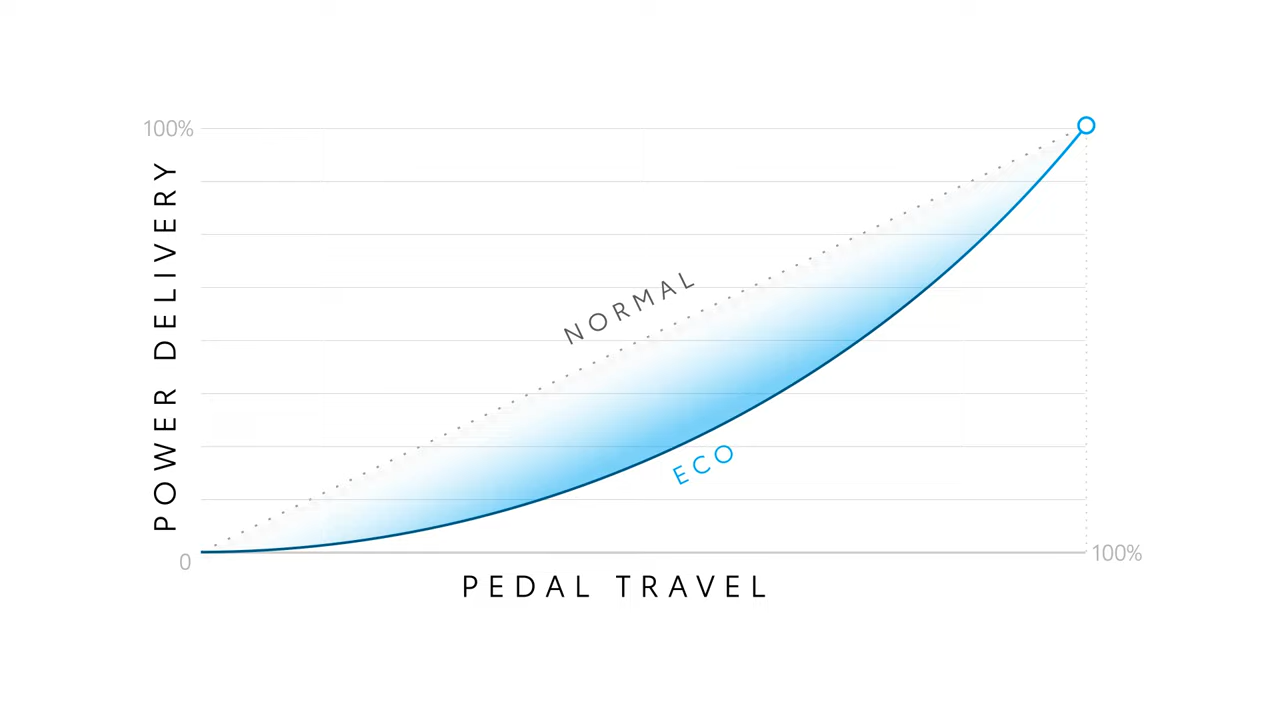 100%
POWER DELIVERY
NORMAL
ECO
0
100%
PEDAL TRAVEL